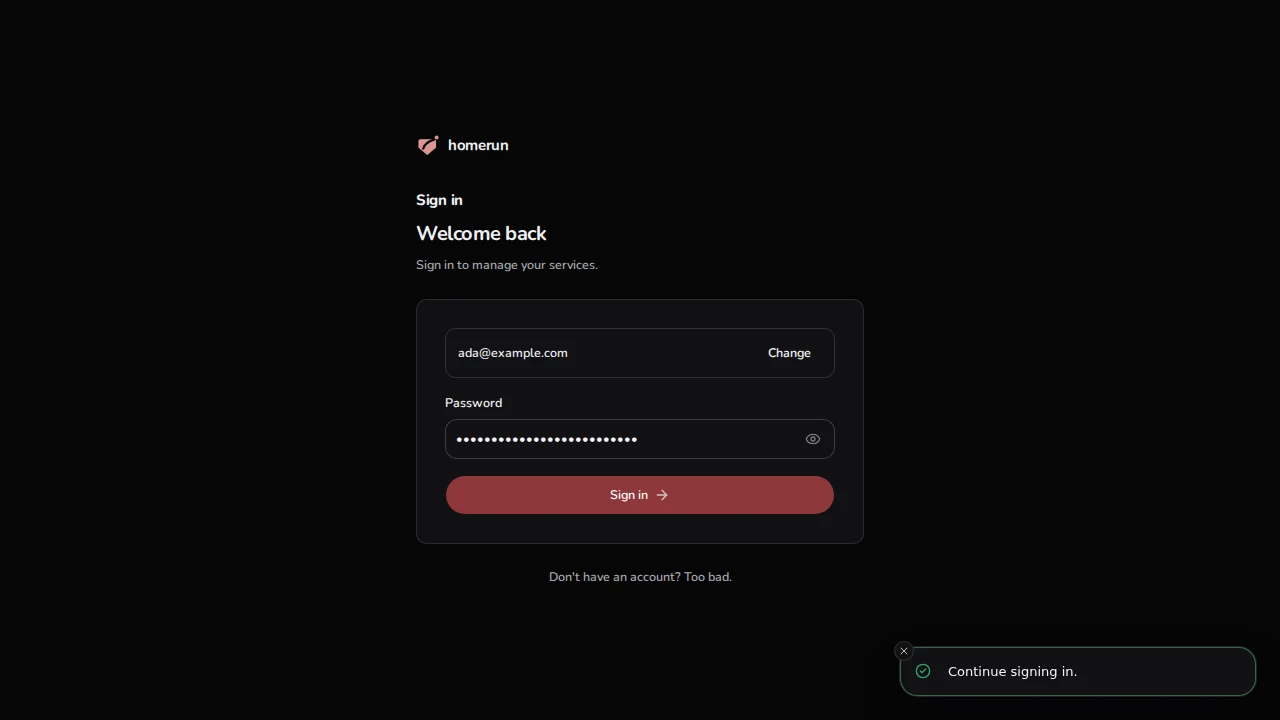 homerun
Sign in
Welcome back
Sign in to manage your services.
ada@example.com
Change
Password
••••••••••••••••••••••••••
Sign in
Don't have an account? Too bad.
Continue signing in.